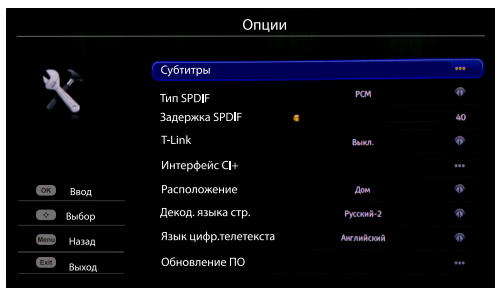 Опции
Субтитры
Тип SPDIF PCM
Задержка SPDIF 40
T-Link Выкл.
Интерфейс CI+
Расположение Дом
Декод. языка стр. Русский-2
Язык цифр.телетекста Английский
Обновление ПО
OK Ввод
Выбор
Menu Назад
Exit Выход